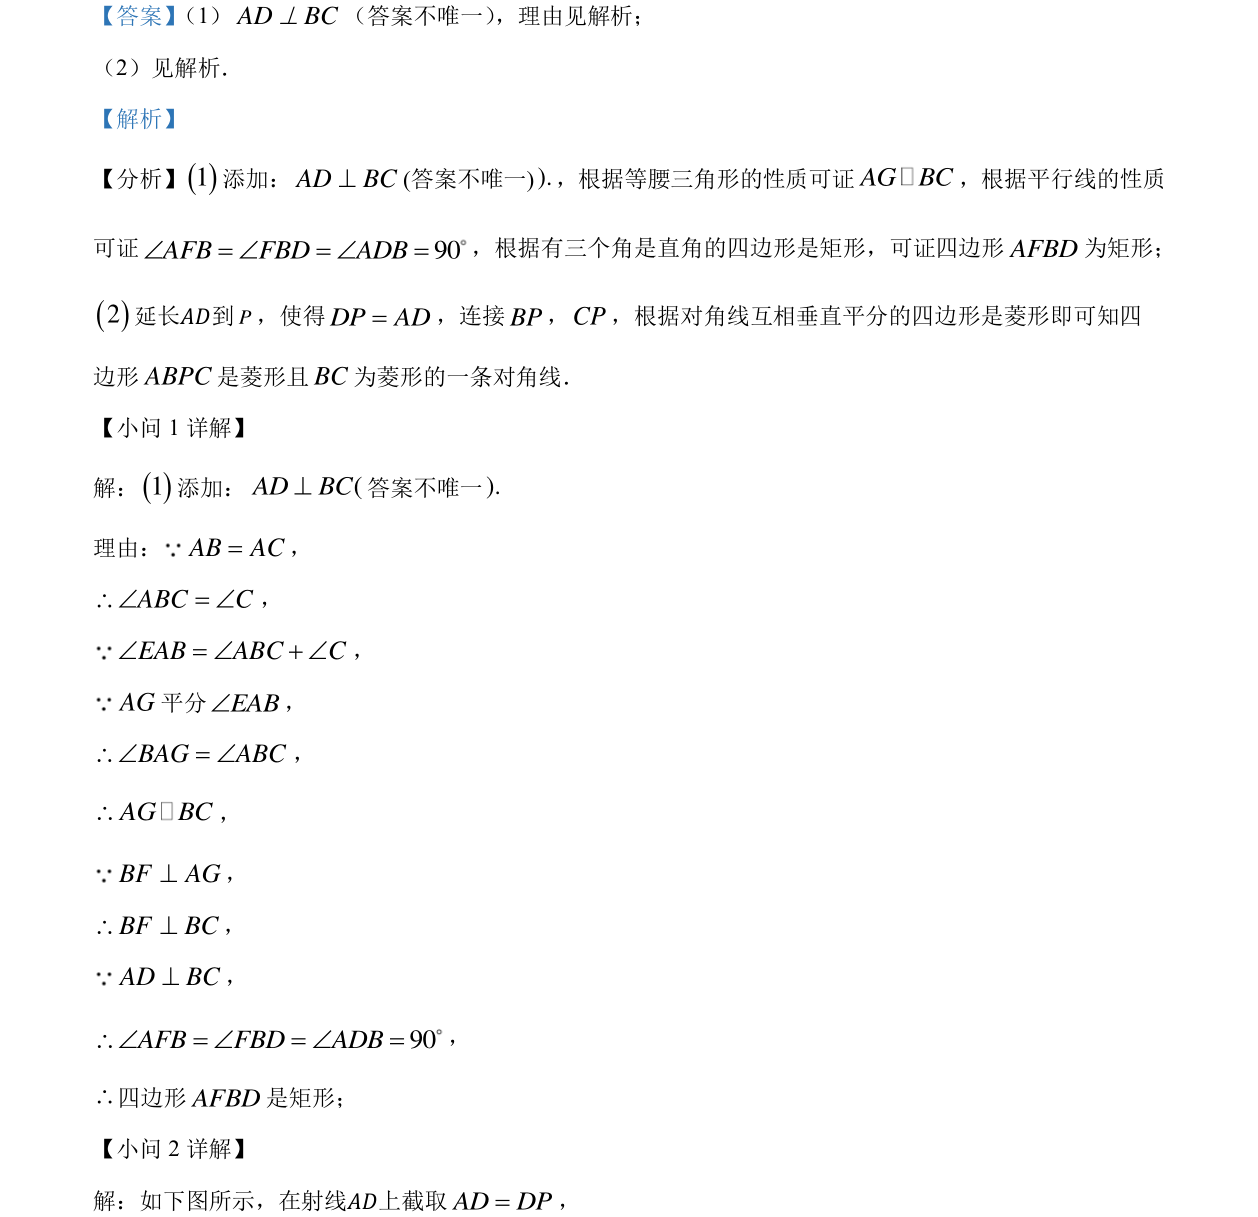 【答案】（1） AD ⊥ BC （答案不唯一），理由见解析；
（2）见解析．
【解析】
【分析】(1)添加： AD ⊥ BC (答案不唯一) ).，根据等腰三角形的性质可证 AG□BC，根据平行线的性质
可证∠AFB = ∠FBD = ∠ADB = 90°，根据有三个角是直角的四边形是矩形，可证四边形 AFBD 为矩形；
(2)延长AD到 P，使得 DP = AD，连接 BP， CP，根据对角线互相垂直平分的四边形是菱形即可知四
边形 ABPC 是菱形且 BC 为菱形的一条对角线．
【小问 1 详解】
解：(1)添加： AD ⊥ BC( 答案不唯一 ).
理由：∵ AB = AC，
∴∠ABC = ∠C，
∵∠EAB = ∠ABC + ∠C，
∵ AG 平分∠EAB，
∴∠BAG = ∠ABC，
∴ AG□BC，
∵ BF ⊥ AG，
∴ BF ⊥ BC，
∵ AD ⊥ BC，
∴∠AFB = ∠FBD = ∠ADB = 90°，
∴四边形 AFBD 是矩形；
【小问 2 详解】
解：如下图所示，在射线AD上截取 AD = DP，